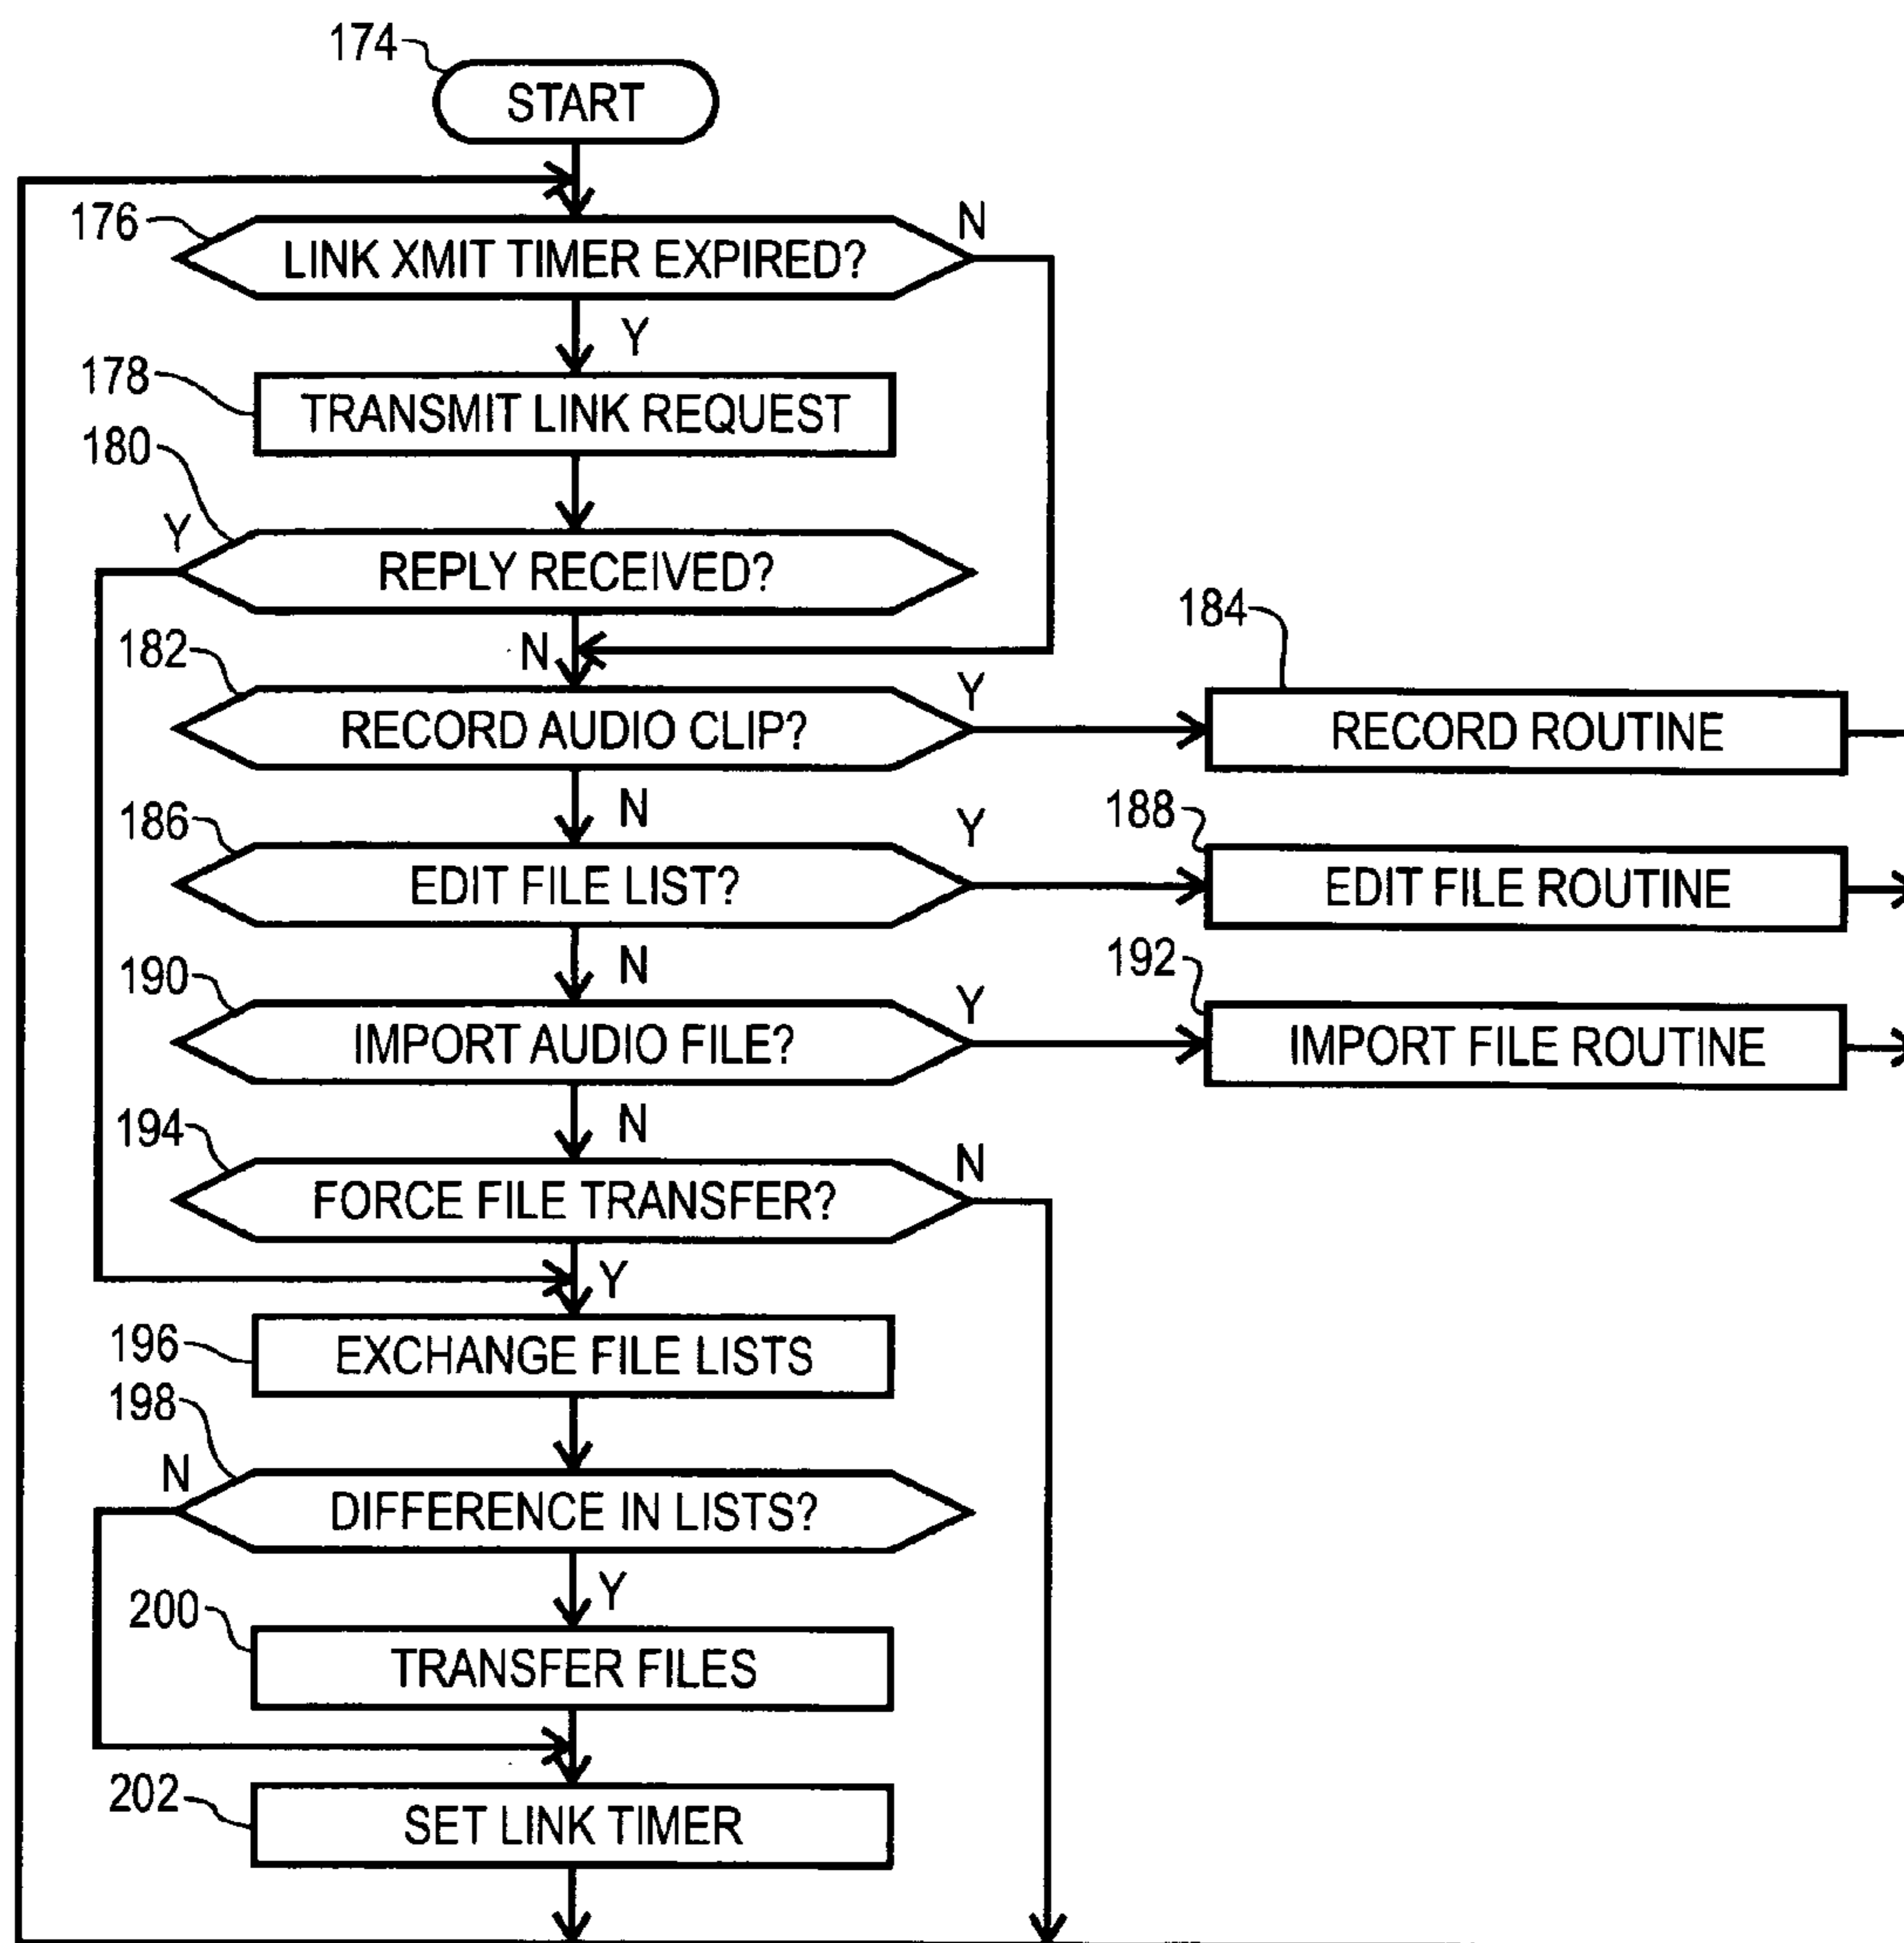 174
START
176
LINK XMIT TIMER EXPIRED?
N
Y
178
TRANSMIT LINK REQUEST
180
Y
REPLY RECEIVED?
N
182
RECORD AUDIO CLIP?
Y
184
RECORD ROUTINE
N
186
EDIT FILE LIST?
Y
188
EDIT FILE ROUTINE
N
190
IMPORT AUDIO FILE?
Y
192
IMPORT FILE ROUTINE
N
194
FORCE FILE TRANSFER?
N
Y
196
EXCHANGE FILE LISTS
198
N
DIFFERENCE IN LISTS?
Y
200
TRANSFER FILES
202
SET LINK TIMER